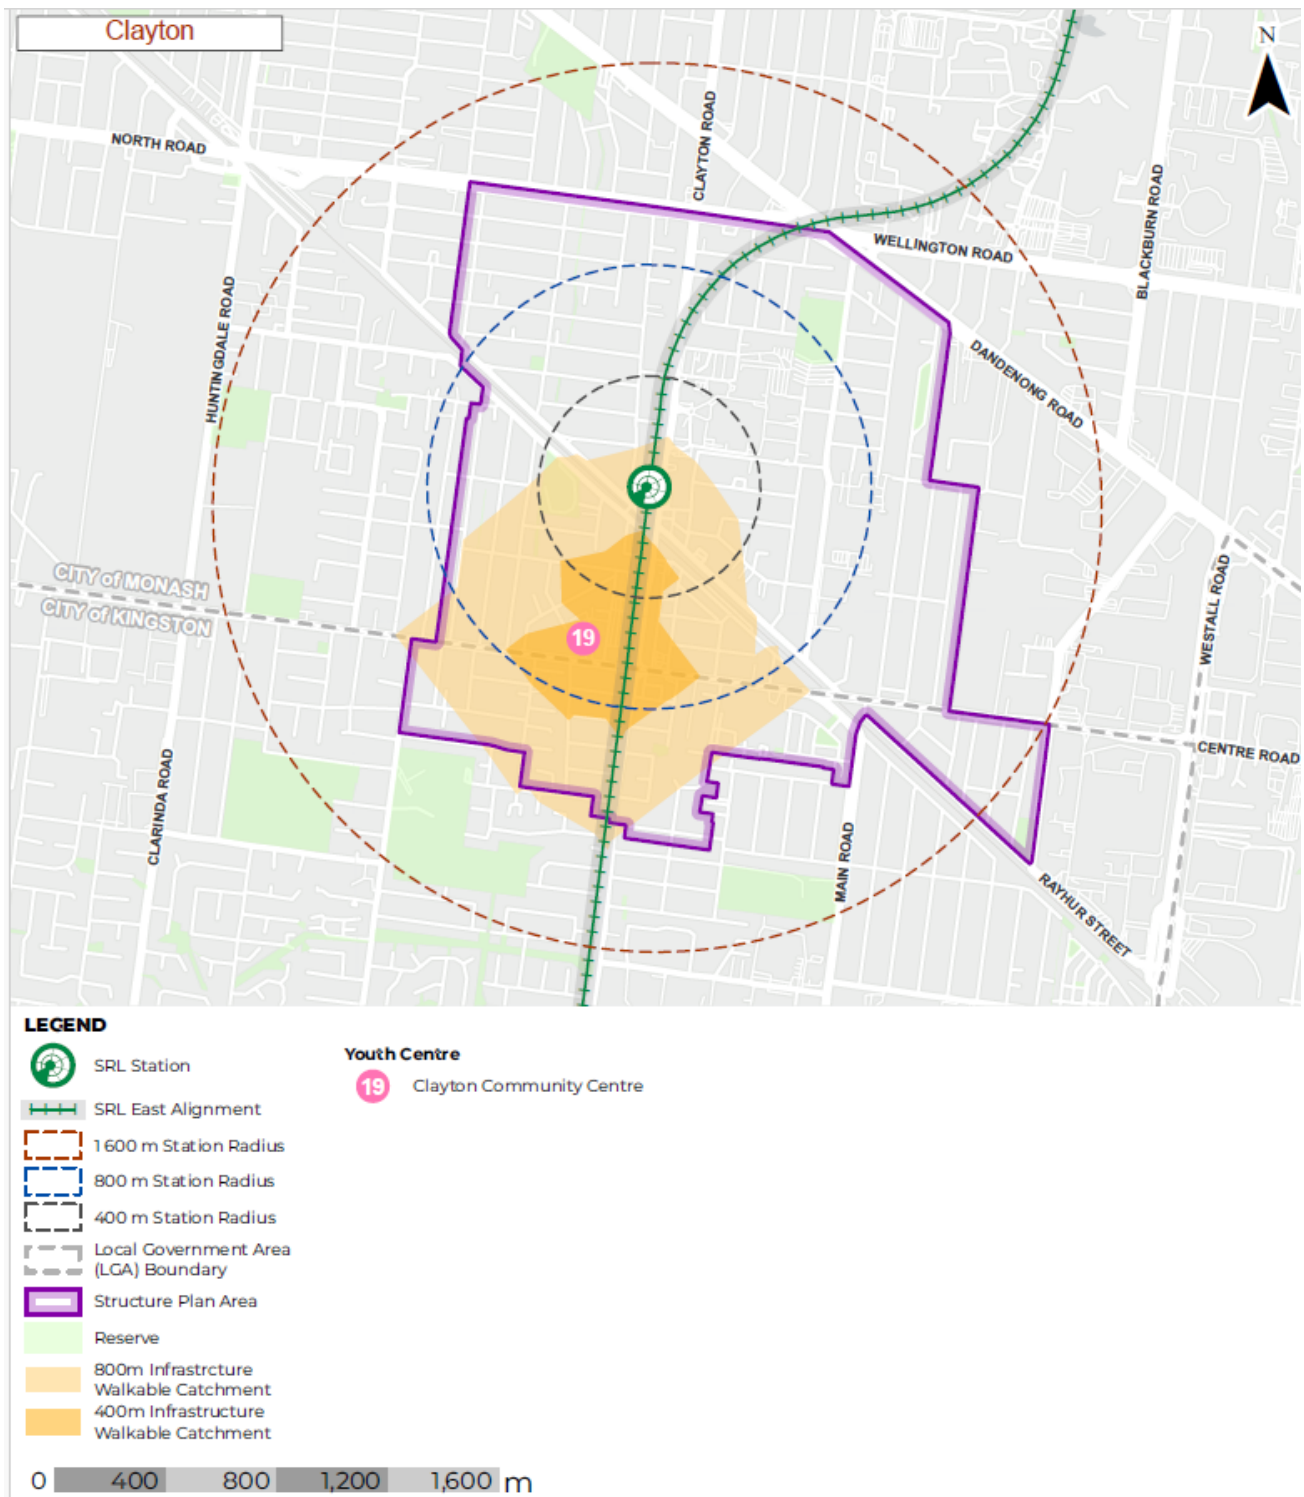 Clayton
N
NORTH ROAD
CLAYTON ROAD
WELLINGTON ROAD
BLACKBURN ROAD
HUNTINGDALE ROAD
DANDENONG ROAD
CITY of MONASH
CITY of KINGSTON
19
WESTALL ROAD
CENTRE ROAD
CLARINDA ROAD
MAIN ROAD
RAYHUR STREET
LEGEND
SRL Station
SRL East Alignment
1600 m Station Radius
800 m Station Radius
400 m Station Radius
Local Government Area
(LGA) Boundary
Structure Plan Area
Reserve
800m Infrastrcture
Walkable Catchment
400m Infrastructure
Walkable Catchment
Youth Centre
19 Clayton Community Centre
0 400 800 1,200 1,600 m